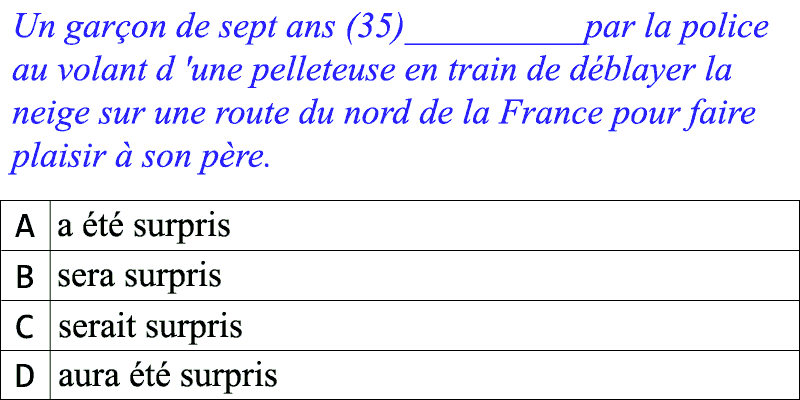 Un garçon de sept ans (35)__________par la police
au volant d 'une pelleteuse en train de déblayer la
neige sur une route du nord de la France pour faire
plaisir à son père.
A a été surpris
B sera surpris
C serait surpris
D aura été surpris